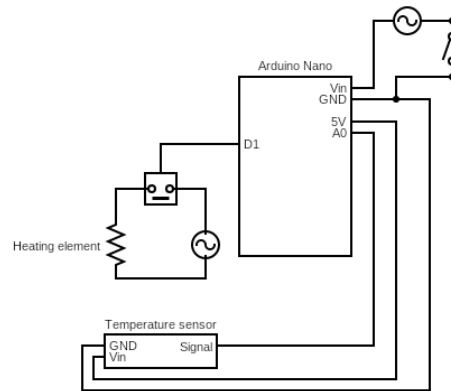 Arduino Nano
Vin
GND
5V
A0
D1
Heating element
Temperature sensor
GND
Vin
Signal